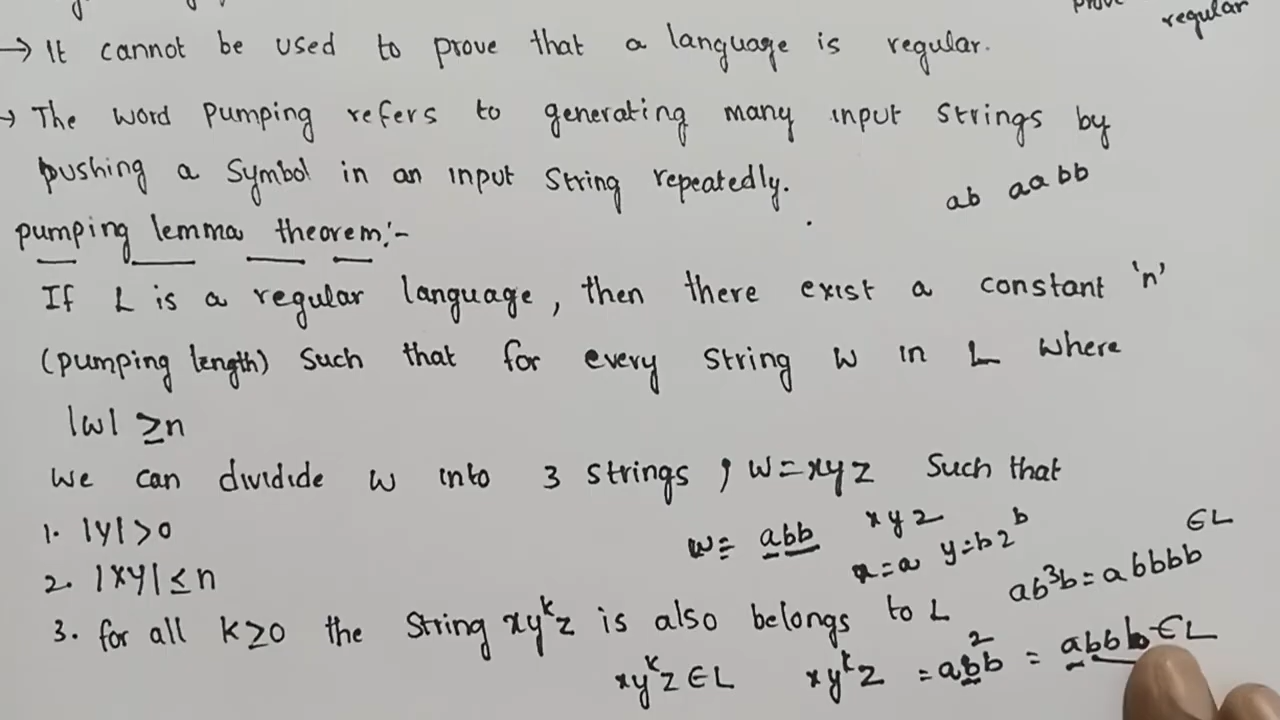 prove
regular
→ It cannot be used to prove that a language is regular.
→ The word pumping refers to generating many input strings by
pushing a symbol in an input string repeatedly.
ab aabb
pumping lemma theorem:-
If L is a regular language, then there exist a constant 'n'
(pumping length) such that for every string w in L where
|w| ≥n
we can dividide w into 3 strings, w=xyz such that
1. |y|>0
w= abb xyz
x=a y=b z=b
2. |xy|≤n
ab³b=abbbb ∈L
3. for all k≥0 the string xyᵏz is also belongs to L
xyᵏz∈L xyᵏz =ab²b = abbb∈L